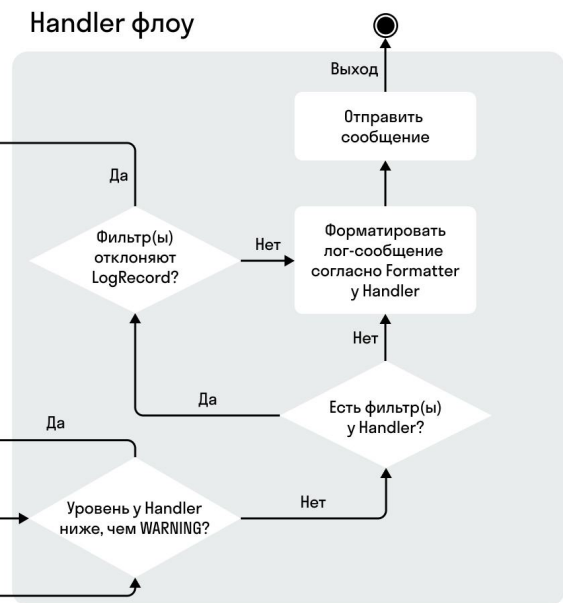 Handler флоу
Выход
Отправить
сообщение
Да
Фильтр(ы)
отклоняют
LogRecord?
Нет
Форматировать
лог-сообщение
согласно Formatter
у Handler
Нет
Да
Есть фильтр(ы)
у Handler?
Да
Уровень у Handler
ниже, чем WARNING?
Нет